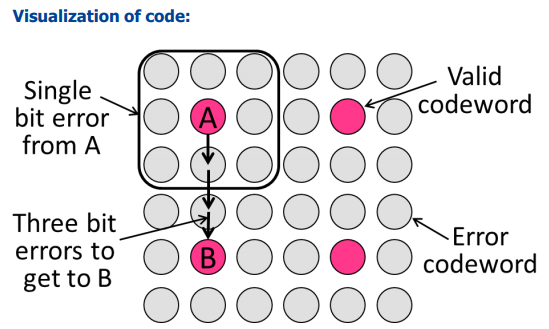 Visualization of code:
Single
bit error
from A
A
Valid
codeword
Three bit
errors to
get to B
B
Error
codeword